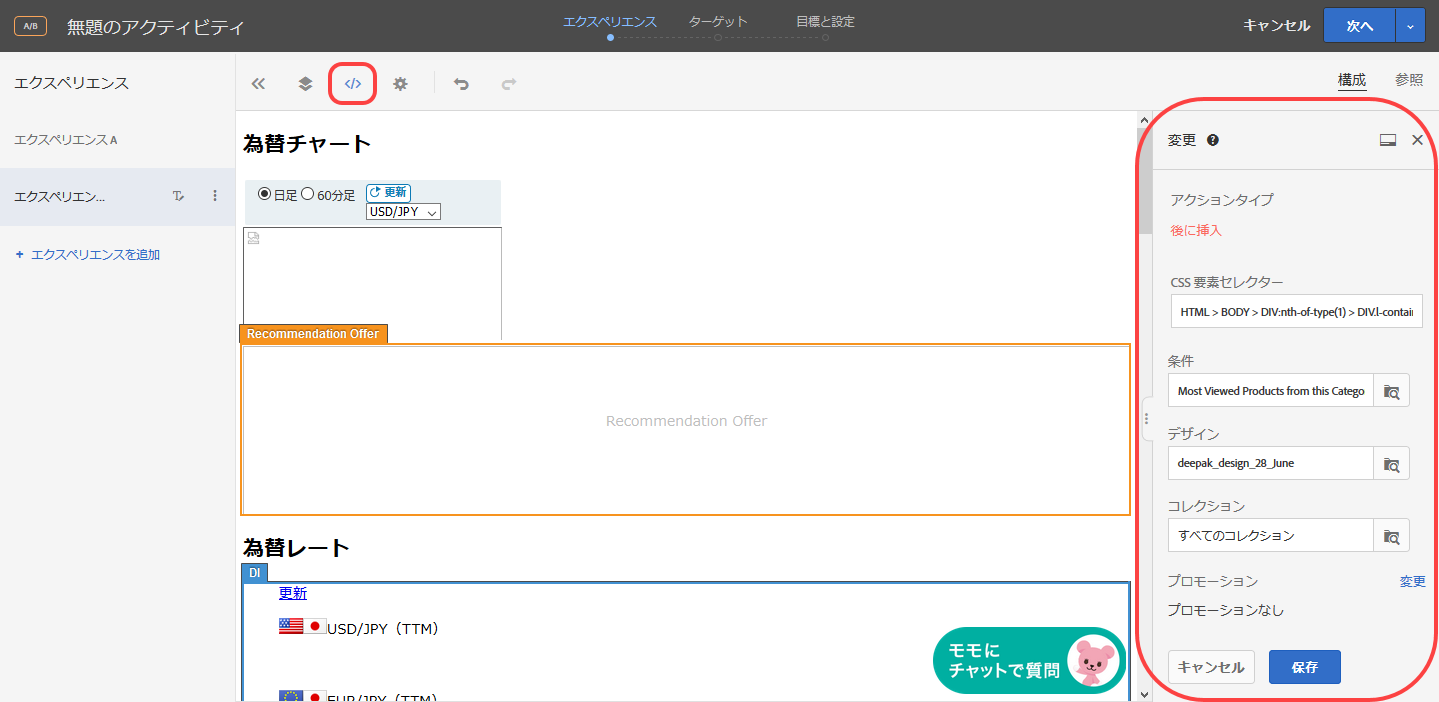 A/B
無題のアクティビティ
エクスペリエンス
ターゲット
目標と設定
キャンセル
次へ
エクスペリエンス
構成
参照
エクスペリエンス A
エクスペリエン...
+ エクスペリエンスを追加
為替チャート
日足 60分足 更新
USD/JPY
Recommendation Offer
Recommendation Offer
為替レート
DI
更新
USD/JPY（TTM）
EUR/JPY（TTM）
モモに
チャットで質問
変更
アクションタイプ
後に挿入
CSS 要素セレクター
HTML > BODY > DIV:nth-of-type(1) > DIV.l-contai
条件
Most Viewed Products from this Catego
デザイン
deepak_design_28_June
コレクション
すべてのコレクション
プロモーション 変更
プロモーションなし
キャンセル 保存